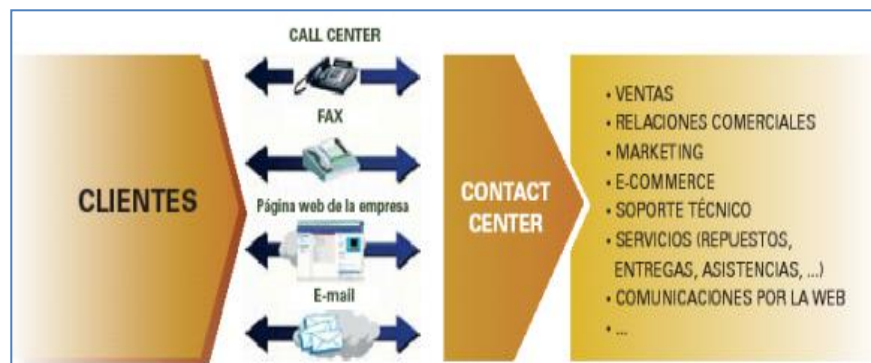 CLIENTES
CALL CENTER
FAX
Página web de la empresa
E-mail
CONTACT
CENTER
• VENTAS
• RELACIONES COMERCIALES
• MARKETING
• E-COMMERCE
• SOPORTE TÉCNICO
• SERVICIOS (REPUESTOS,
ENTREGAS, ASISTENCIAS, ...)
• COMUNICACIONES POR LA WEB
• ...